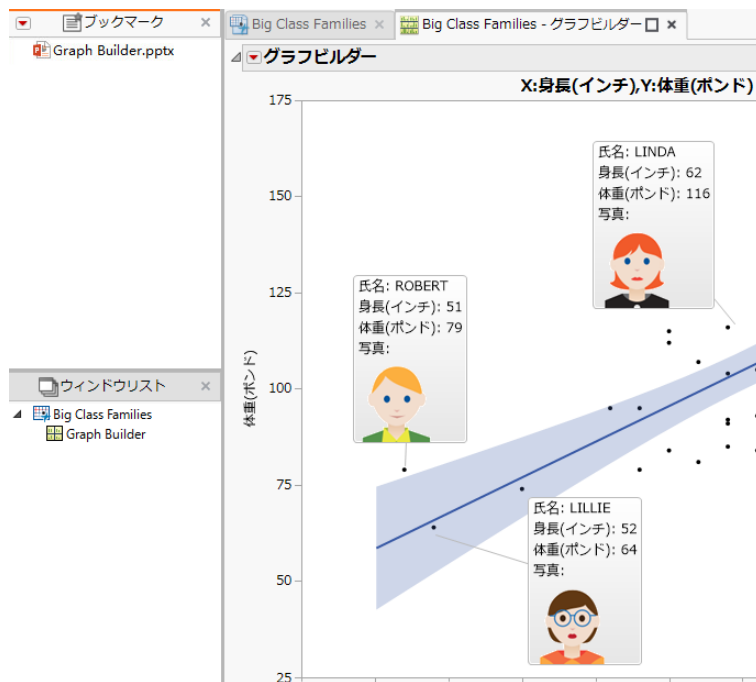 ブックマーク
Graph Builder.pptx
ウィンドウリスト
Big Class Families
Graph Builder
Big Class Families
Big Class Families - グラフビルダー
グラフビルダー
X:身長(インチ),Y:体重(ポンド)
体重(ポンド)
175
150
125
100
75
50
25
氏名: LINDA
身長(インチ): 62
体重(ポンド): 116
写真:
氏名: ROBERT
身長(インチ): 51
体重(ポンド): 79
写真:
氏名: LILLIE
身長(インチ): 52
体重(ポンド): 64
写真: